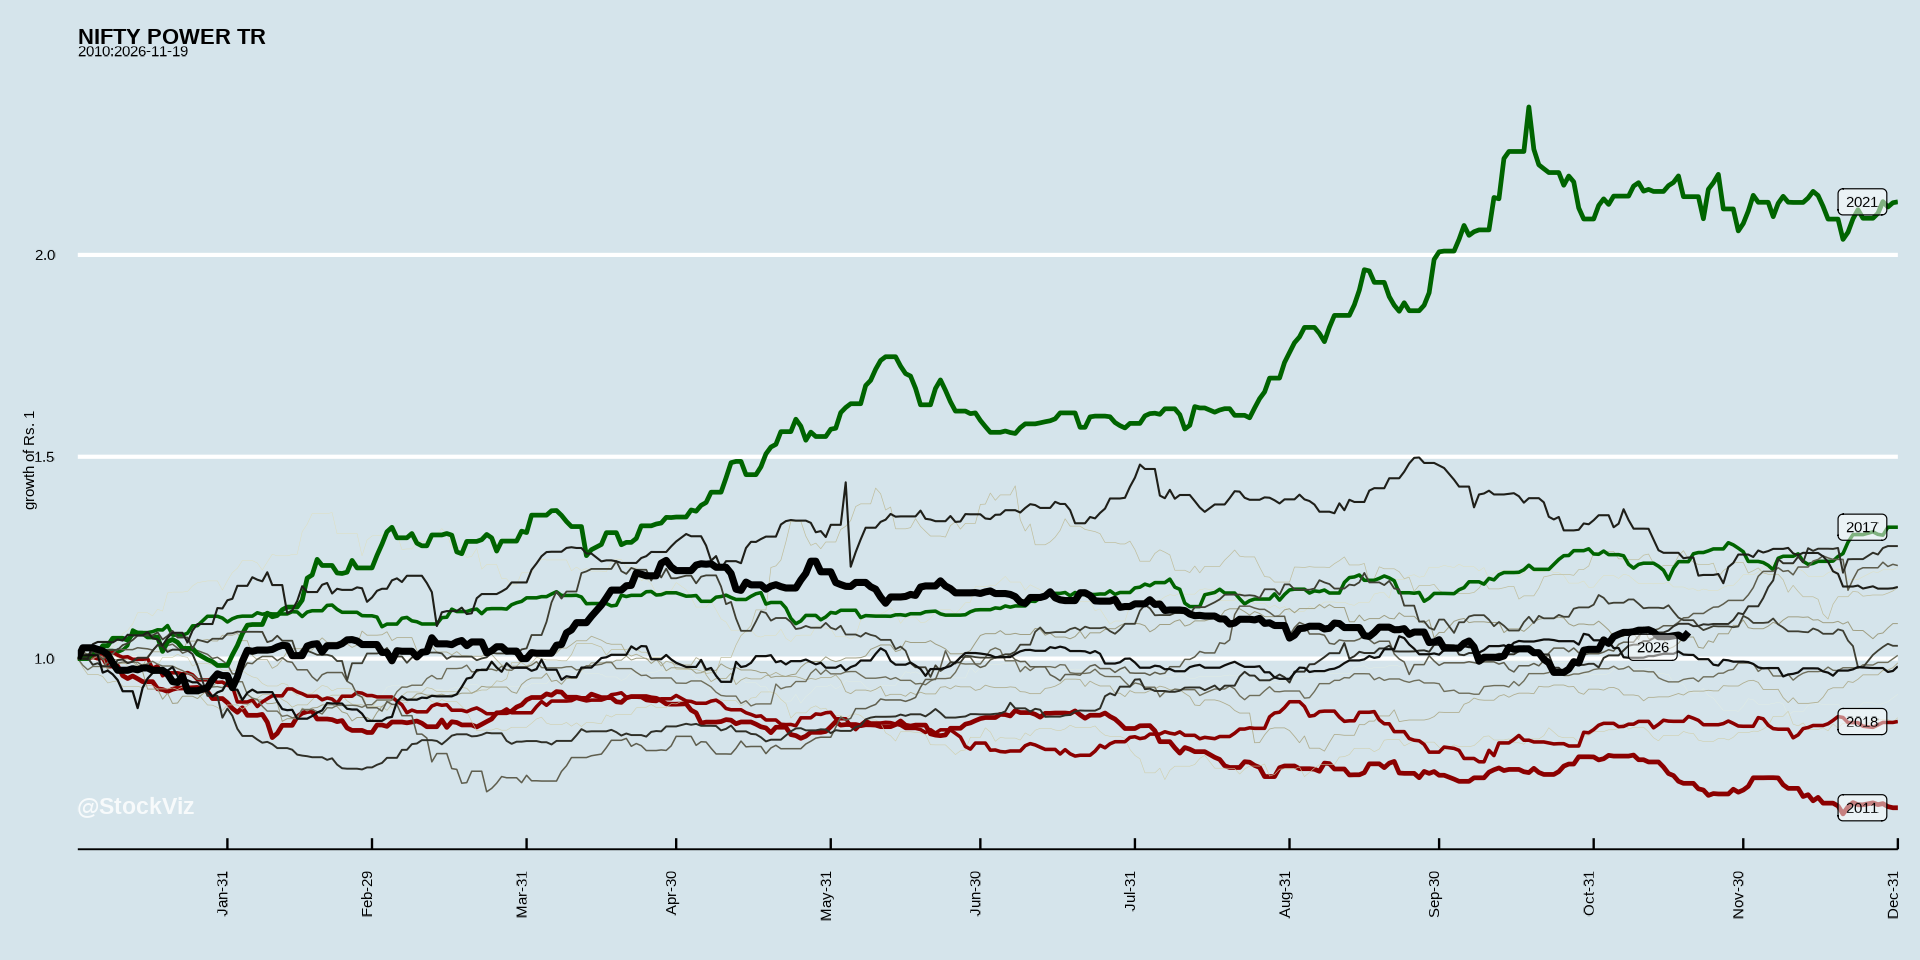 NIFTY POWER TR
2010:2026-11-19
growth of Rs. 1
2.0
1.5
1.0
2021
2017
2026
2018
2011
@StockViz
Jan-31
Feb-29
Mar-31
Apr-30
May-31
Jun-30
Jul-31
Aug-31
Sep-30
Oct-31
Nov-30
Dec-31